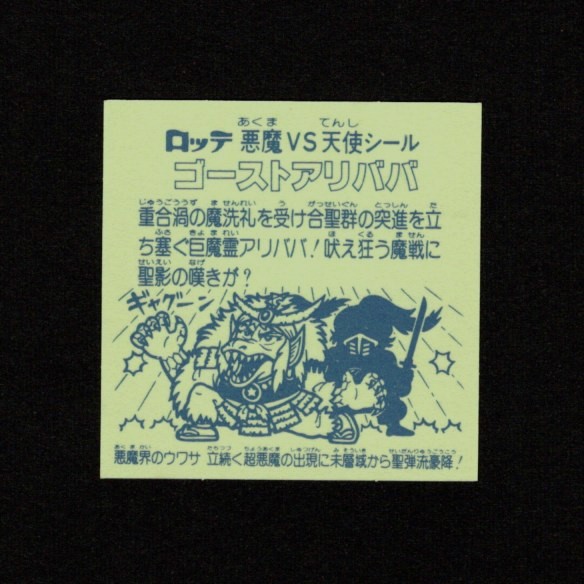 ロッテ 悪魔VS天使シール
ゴーストアリババ
重合渦の魔洗礼を受け合聖群の突進を立
ち塞ぐ巨魔霊アリババ!吠え狂う魔戦に
聖影の嘆きが?
ギャグーン
悪魔界のウワサ 立続く超悪魔の出現に未層域から聖弾流豪降!